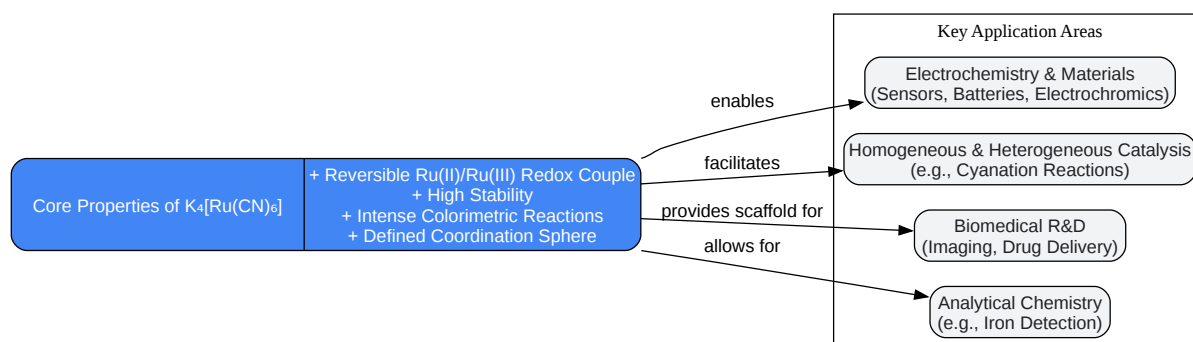 Key Application Areas
Electrochemistry & Materials
(Sensors, Batteries, Electrochromics)
enables
Homogeneous & Heterogeneous Catalysis
(e.g., Cyanation Reactions)
facilitates
Core Properties of K₄[Ru(CN)₆]
+ Reversible Ru(II)/Ru(III) Redox Couple
+ High Stability
+ Intense Colorimetric Reactions
+ Defined Coordination Sphere
provides scaffold for
Biomedical R&D
(Imaging, Drug Delivery)
allows for
Analytical Chemistry
(e.g., Iron Detection)